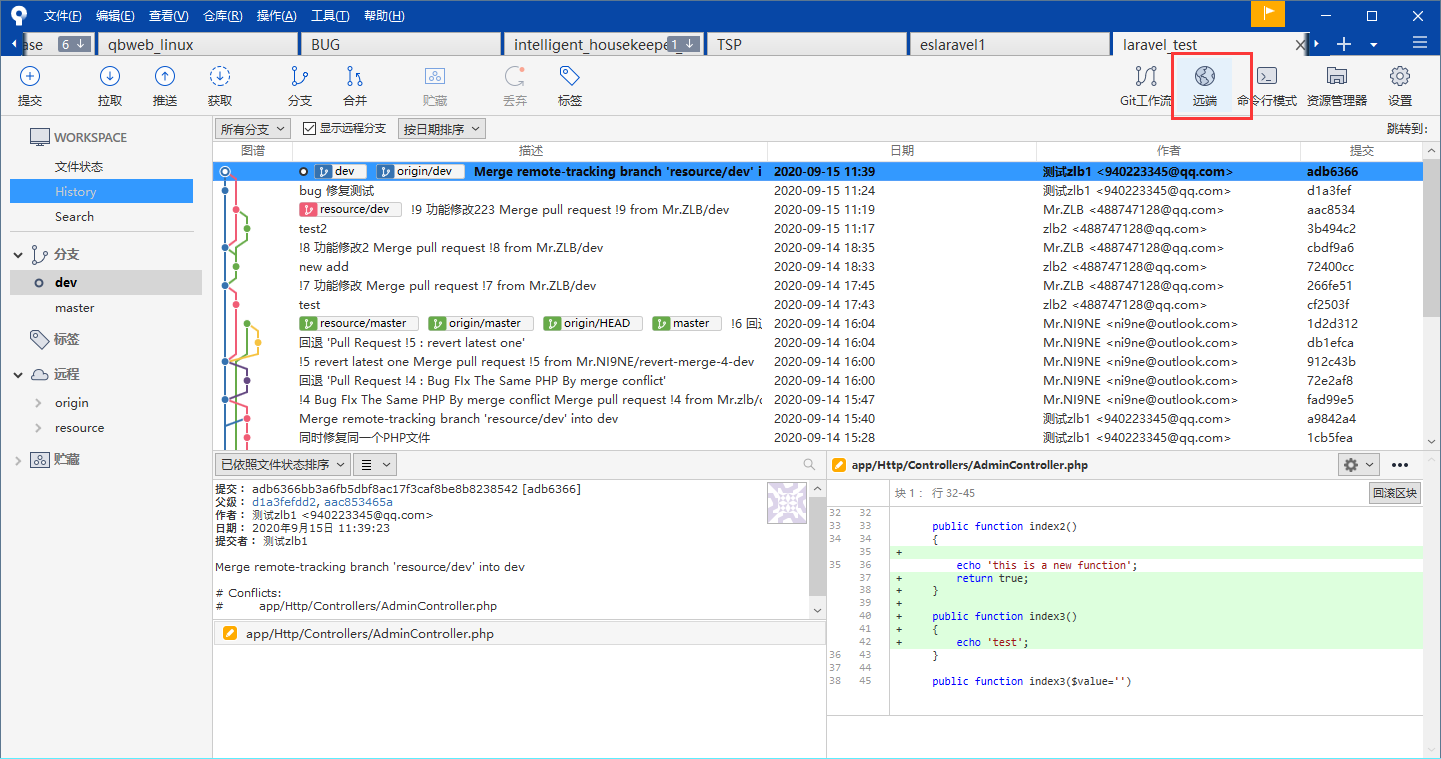 文件(F) 编辑(E) 查看(V) 仓库(R) 操作(A) 工具(T) 帮助(H)
ase 6 qbweb_linux BUG intelligent_housekeepe 1 TSP eslaravel1 laravel_test
提交 拉取 推送 获取 分支 合并 贮藏 丢弃 标签 Git工作流 远端 命令行模式 资源管理器 设置
所有分支 显示远程分支 按日期排序 跳转到:
WORKSPACE
文件状态
History
Search
分支
dev
master
标签
远程
origin
resource
贮藏
图谱 描述 日期 作者 提交
dev origin/dev Merge remote-tracking branch 'resource/dev' i 2020-09-15 11:39 测试zlb1 <940223345@qq.com> adb6366
bug 修复测试 2020-09-15 11:24 测试zlb1 <940223345@qq.com> d1a3fef
resource/dev !9 功能修改223 Merge pull request !9 from Mr.ZLB/dev 2020-09-15 11:19 Mr.ZLB <488747128@qq.com> aac8534
test2 2020-09-15 11:17 zlb2 <488747128@qq.com> 3b494c2
!8 功能修改2 Merge pull request !8 from Mr.ZLB/dev 2020-09-14 18:35 Mr.ZLB <488747128@qq.com> cbdf9a6
new add 2020-09-14 18:33 zlb2 <488747128@qq.com> 72400cc
!7 功能修改 Merge pull request !7 from Mr.ZLB/dev 2020-09-14 17:45 Mr.ZLB <488747128@qq.com> 266fe51
test 2020-09-14 17:43 zlb2 <488747128@qq.com> cf2503f
resource/master origin/master origin/HEAD master !6 回 2020-09-14 16:04 Mr.NI9NE <ni9ne@outlook.com> 1d2d312
回退 'Pull Request !5 : revert latest one' 2020-09-14 16:04 Mr.NI9NE <ni9ne@outlook.com> db1efca
!5 revert latest one Merge pull request !5 from Mr.NI9NE/revert-merge-4-dev 2020-09-14 16:00 Mr.NI9NE <ni9ne@outlook.com> 912c43b
回退 'Pull Request !4 : Bug FIx The Same PHP By merge conflict' 2020-09-14 16:00 Mr.NI9NE <ni9ne@outlook.com> 72e2af8
!4 Bug FIx The Same PHP By merge conflict Merge pull request !4 from Mr.zlb/ 2020-09-14 15:47 Mr.NI9NE <ni9ne@outlook.com> fad99e5
Merge remote-tracking branch 'resource/dev' into dev 2020-09-14 15:40 测试zlb1 <940223345@qq.com> a9842a4
同时修复同一个PHP文件 2020-09-14 15:28 测试zlb1 <940223345@qq.com> 1cb5fea
已依照文件状态排序
提交: adb6366bb3a6fb5dbf8ac17f3caf8be8b8238542 [adb6366]
父级: d1a3fefdd2, aac853465a
作者: 测试zlb1 <940223345@qq.com>
日期: 2020年9月15日 11:39:23
提交者: 测试zlb1
Merge remote-tracking branch 'resource/dev' into dev
# Conflicts:
# app/Http/Controllers/AdminController.php
app/Http/Controllers/AdminController.php
app/Http/Controllers/AdminController.php
块 1: 行 32-45 回滚区块
32 32
33 33 public function index2()
34 34 {
35 +
35 36 echo 'this is a new function';
37 + return true;
38 + }
39 +
40 + public function index3()
41 + {
42 + echo 'test';
36 43 }
37 44
38 45 public function index3($value='')